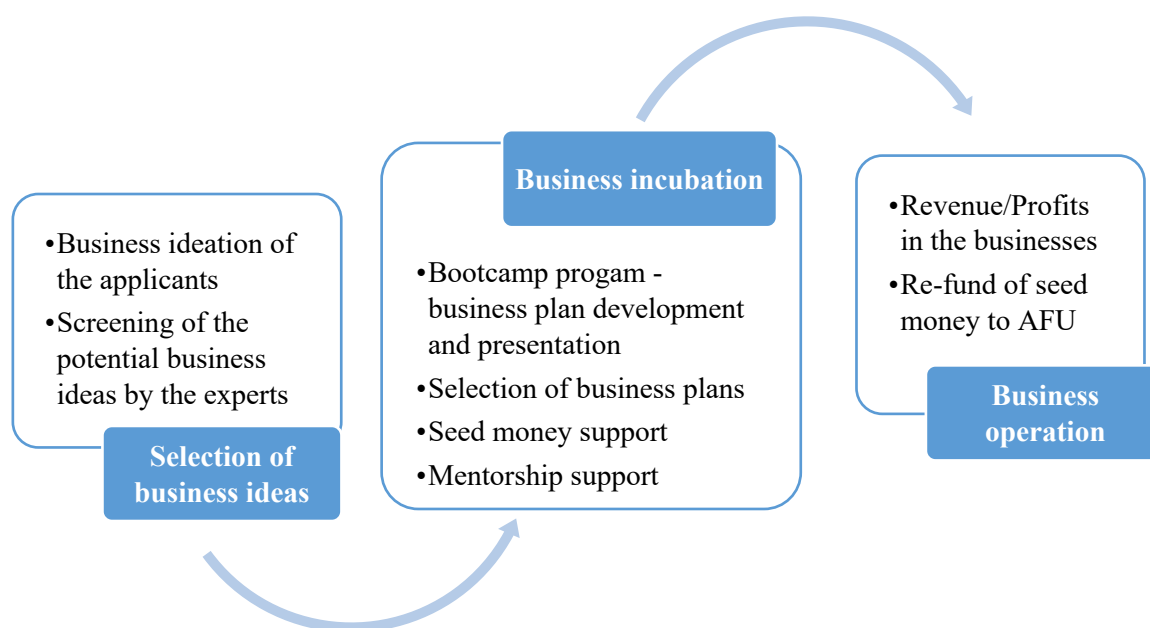 •Business ideation of
the applicants
•Screening of the
potential business
ideas by the experts
Selection of
business ideas
Business incubation
•Bootcamp progam -
business plan development
and presentation
•Selection of business plans
•Seed money support
•Mentorship support
•Revenue/Profits
in the businesses
•Re-fund of seed
money to AFU
Business
operation